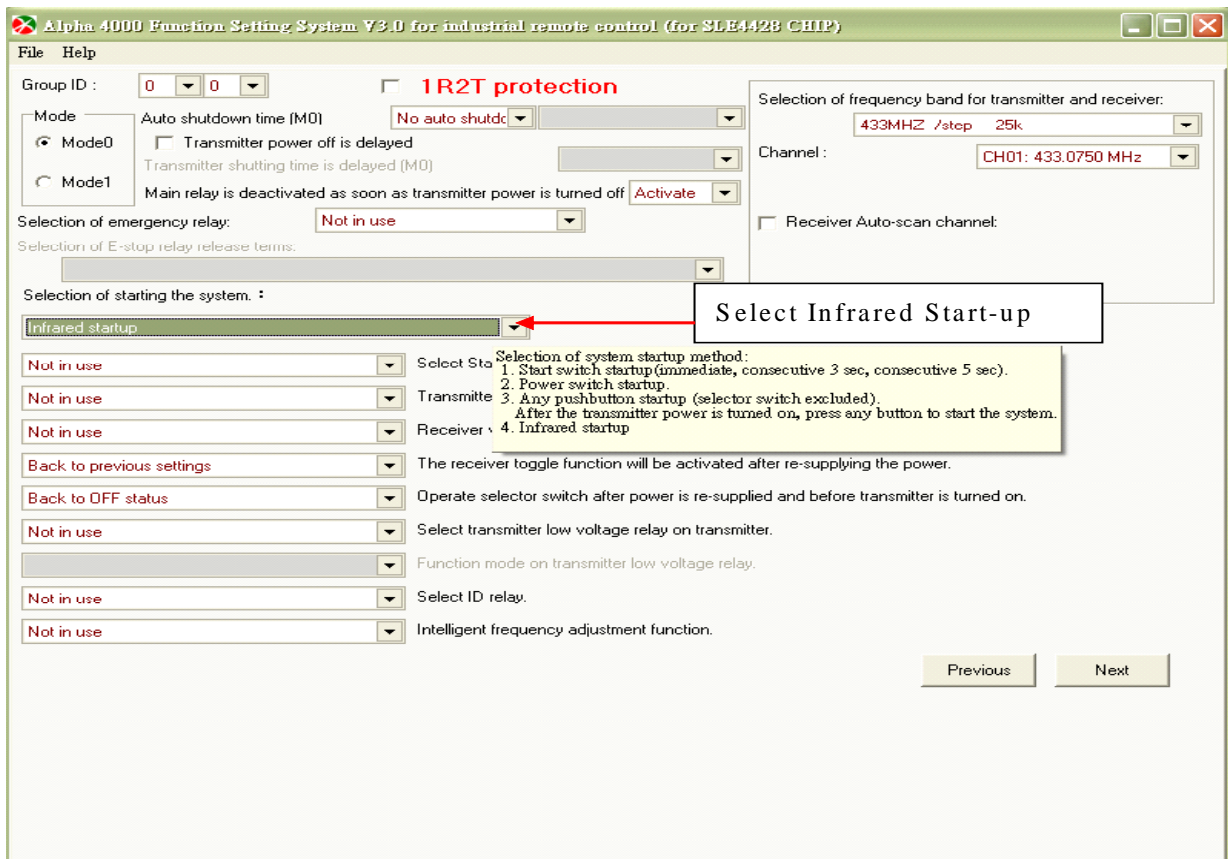 Alpha 4000 Function Setting System V3.0 for industrial remote control (for SLE4428 CHIP)
File Help
Group ID : 0 0 1R2T protection
Mode
Mode0
Mode1
Auto shutdown time (M0) No auto shutdc
Transmitter power off is delayed
Transmitter shutting time is delayed (M0)
Main relay is deactivated as soon as transmitter power is turned off Activate
Selection of frequency band for transmitter and receiver:
433MHZ /step 25k
Channel : CH01: 433.0750 MHz
Receiver Auto-scan channel:
Selection of emergency relay: Not in use
Selection of E-stop relay release terms:
Selection of starting the system. :
Infrared startup
Select Infrared Start-up
Not in use Select Sta
Selection of system startup method:
1. Start switch startup(immediate, consecutive 3 sec, consecutive 5 sec).
2. Power switch startup.
3. Any pushbutton startup (selector switch excluded).
After the transmitter power is turned on, press any button to start the system.
4. Infrared startup
Not in use Transmitte
Not in use Receiver
Back to previous settings The receiver toggle function will be activated after re-supplying the power.
Back to OFF status Operate selector switch after power is re-supplied and before transmitter is turned on.
Not in use Select transmitter low voltage relay on transmitter.
Function mode on transmitter low voltage relay.
Not in use Select ID relay.
Not in use Intelligent frequency adjustment function.
Previous Next